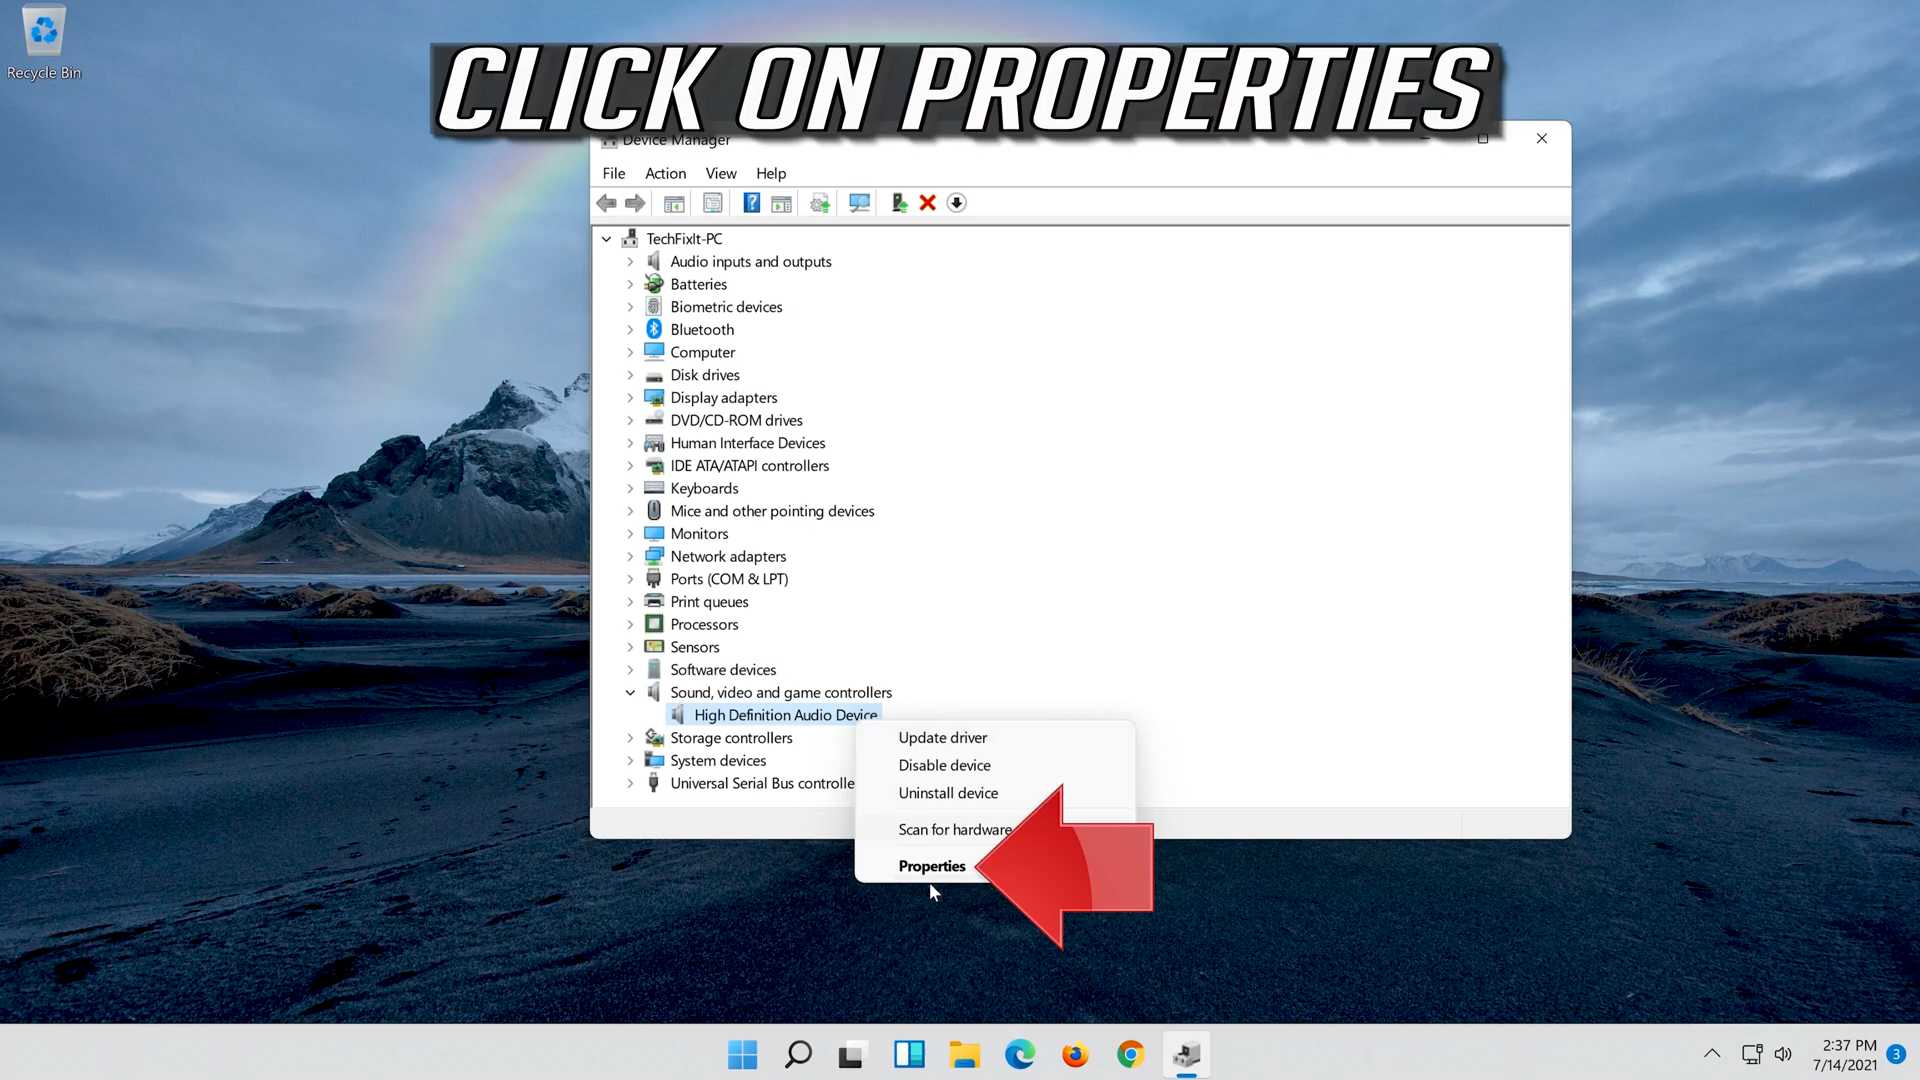 Recycle Bin
CLICK ON PROPERTIES
Device Manager
File Action View Help
TechFixIt-PC
Audio inputs and outputs
Batteries
Biometric devices
Bluetooth
Computer
Disk drives
Display adapters
DVD/CD-ROM drives
Human Interface Devices
IDE ATA/ATAPI controllers
Keyboards
Mice and other pointing devices
Monitors
Network adapters
Ports (COM & LPT)
Print queues
Processors
Sensors
Software devices
Sound, video and game controllers
High Definition Audio Device
Storage controllers
System devices
Universal Serial Bus controlle
Update driver
Disable device
Uninstall device
Scan for hardware
Properties
2:37 PM
7/14/2021
3